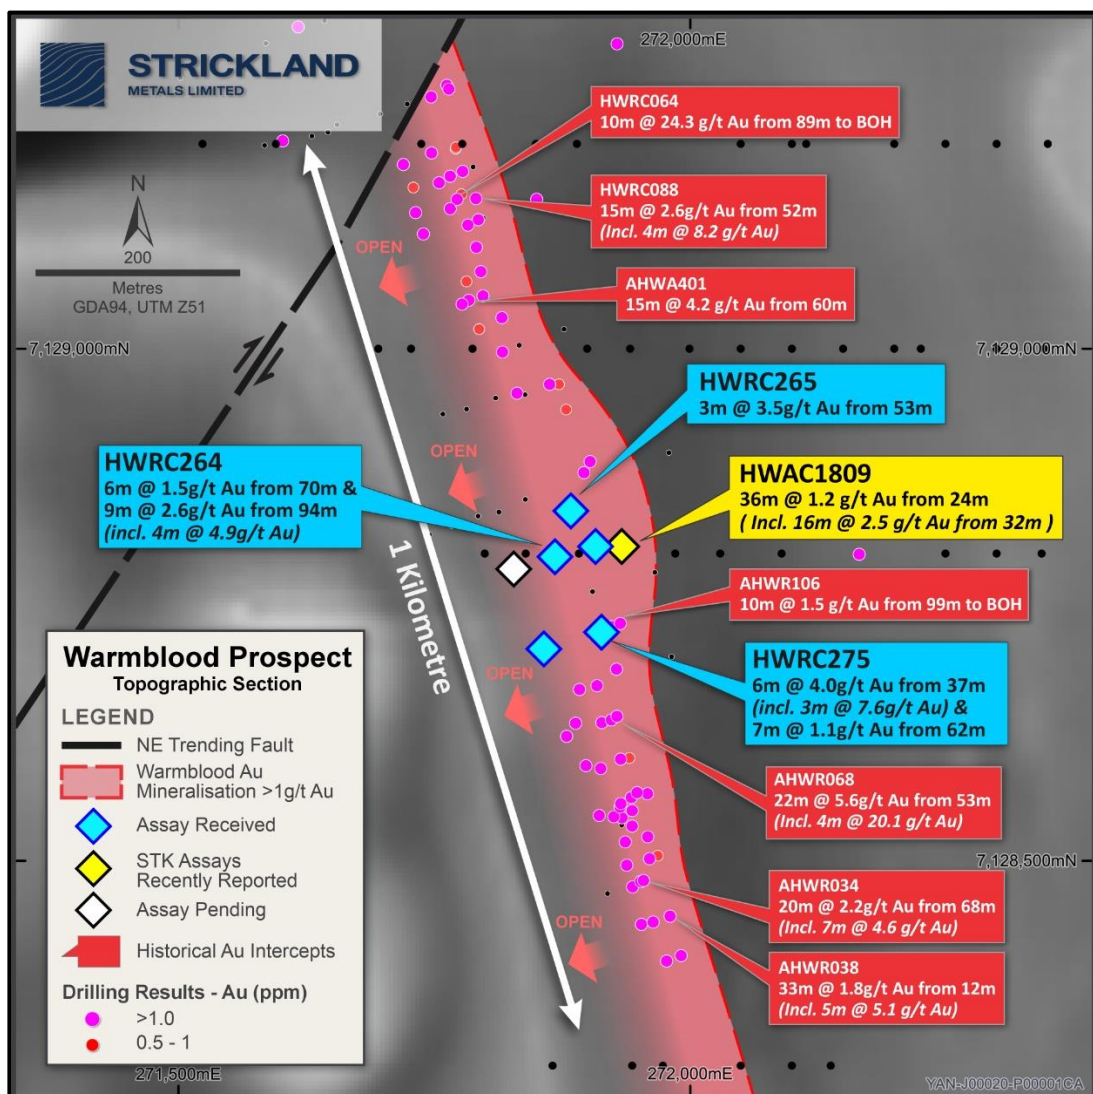 STRICKLAND
METALS LIMITED
272,000mE
HWRC064
10m @ 24.3 g/t Au from 89m to BOH
HWRC088
15m @ 2.6g/t Au from 52m
(Incl. 4m @ 8.2 g/t Au)
N
200
Metres
GDA94, UTM Z51
OPEN
AHWA401
15m @ 4.2 g/t Au from 60m
7,129,000mN
7,129,000mN
HWRC265
3m @ 3.5g/t Au from 53m
HWRC264
6m @ 1.5g/t Au from 70m &
9m @ 2.6g/t Au from 94m
(incl. 4m @ 4.9g/t Au)
OPEN
HWAC1809
36m @ 1.2 g/t Au from 24m
( Incl. 16m @ 2.5 g/t Au from 32m )
1 Kilometre
AHWR106
10m @ 1.5 g/t Au from 99m to BOH
OPEN
HWRC275
6m @ 4.0g/t Au from 37m
(incl. 3m @ 7.6g/t Au) &
7m @ 1.1g/t Au from 62m
AHWR068
22m @ 5.6g/t Au from 53m
(Incl. 4m @ 20.1 g/t Au)
7,128,500mN
AHWR034
20m @ 2.2g/t Au from 68m
(Incl. 7m @ 4.6 g/t Au)
OPEN
AHWR038
33m @ 1.8g/t Au from 12m
(Incl. 5m @ 5.1 g/t Au)
Warmblood Prospect
Topographic Section
LEGEND
NE Trending Fault
Warmblood Au
Mineralisation >1g/t Au
Assay Received
STK Assays
Recently Reported
Assay Pending
Historical Au Intercepts
Drilling Results - Au (ppm)
>1.0
0.5 - 1
271,500mE
272,000mE
YAN-J00020-P00001CA